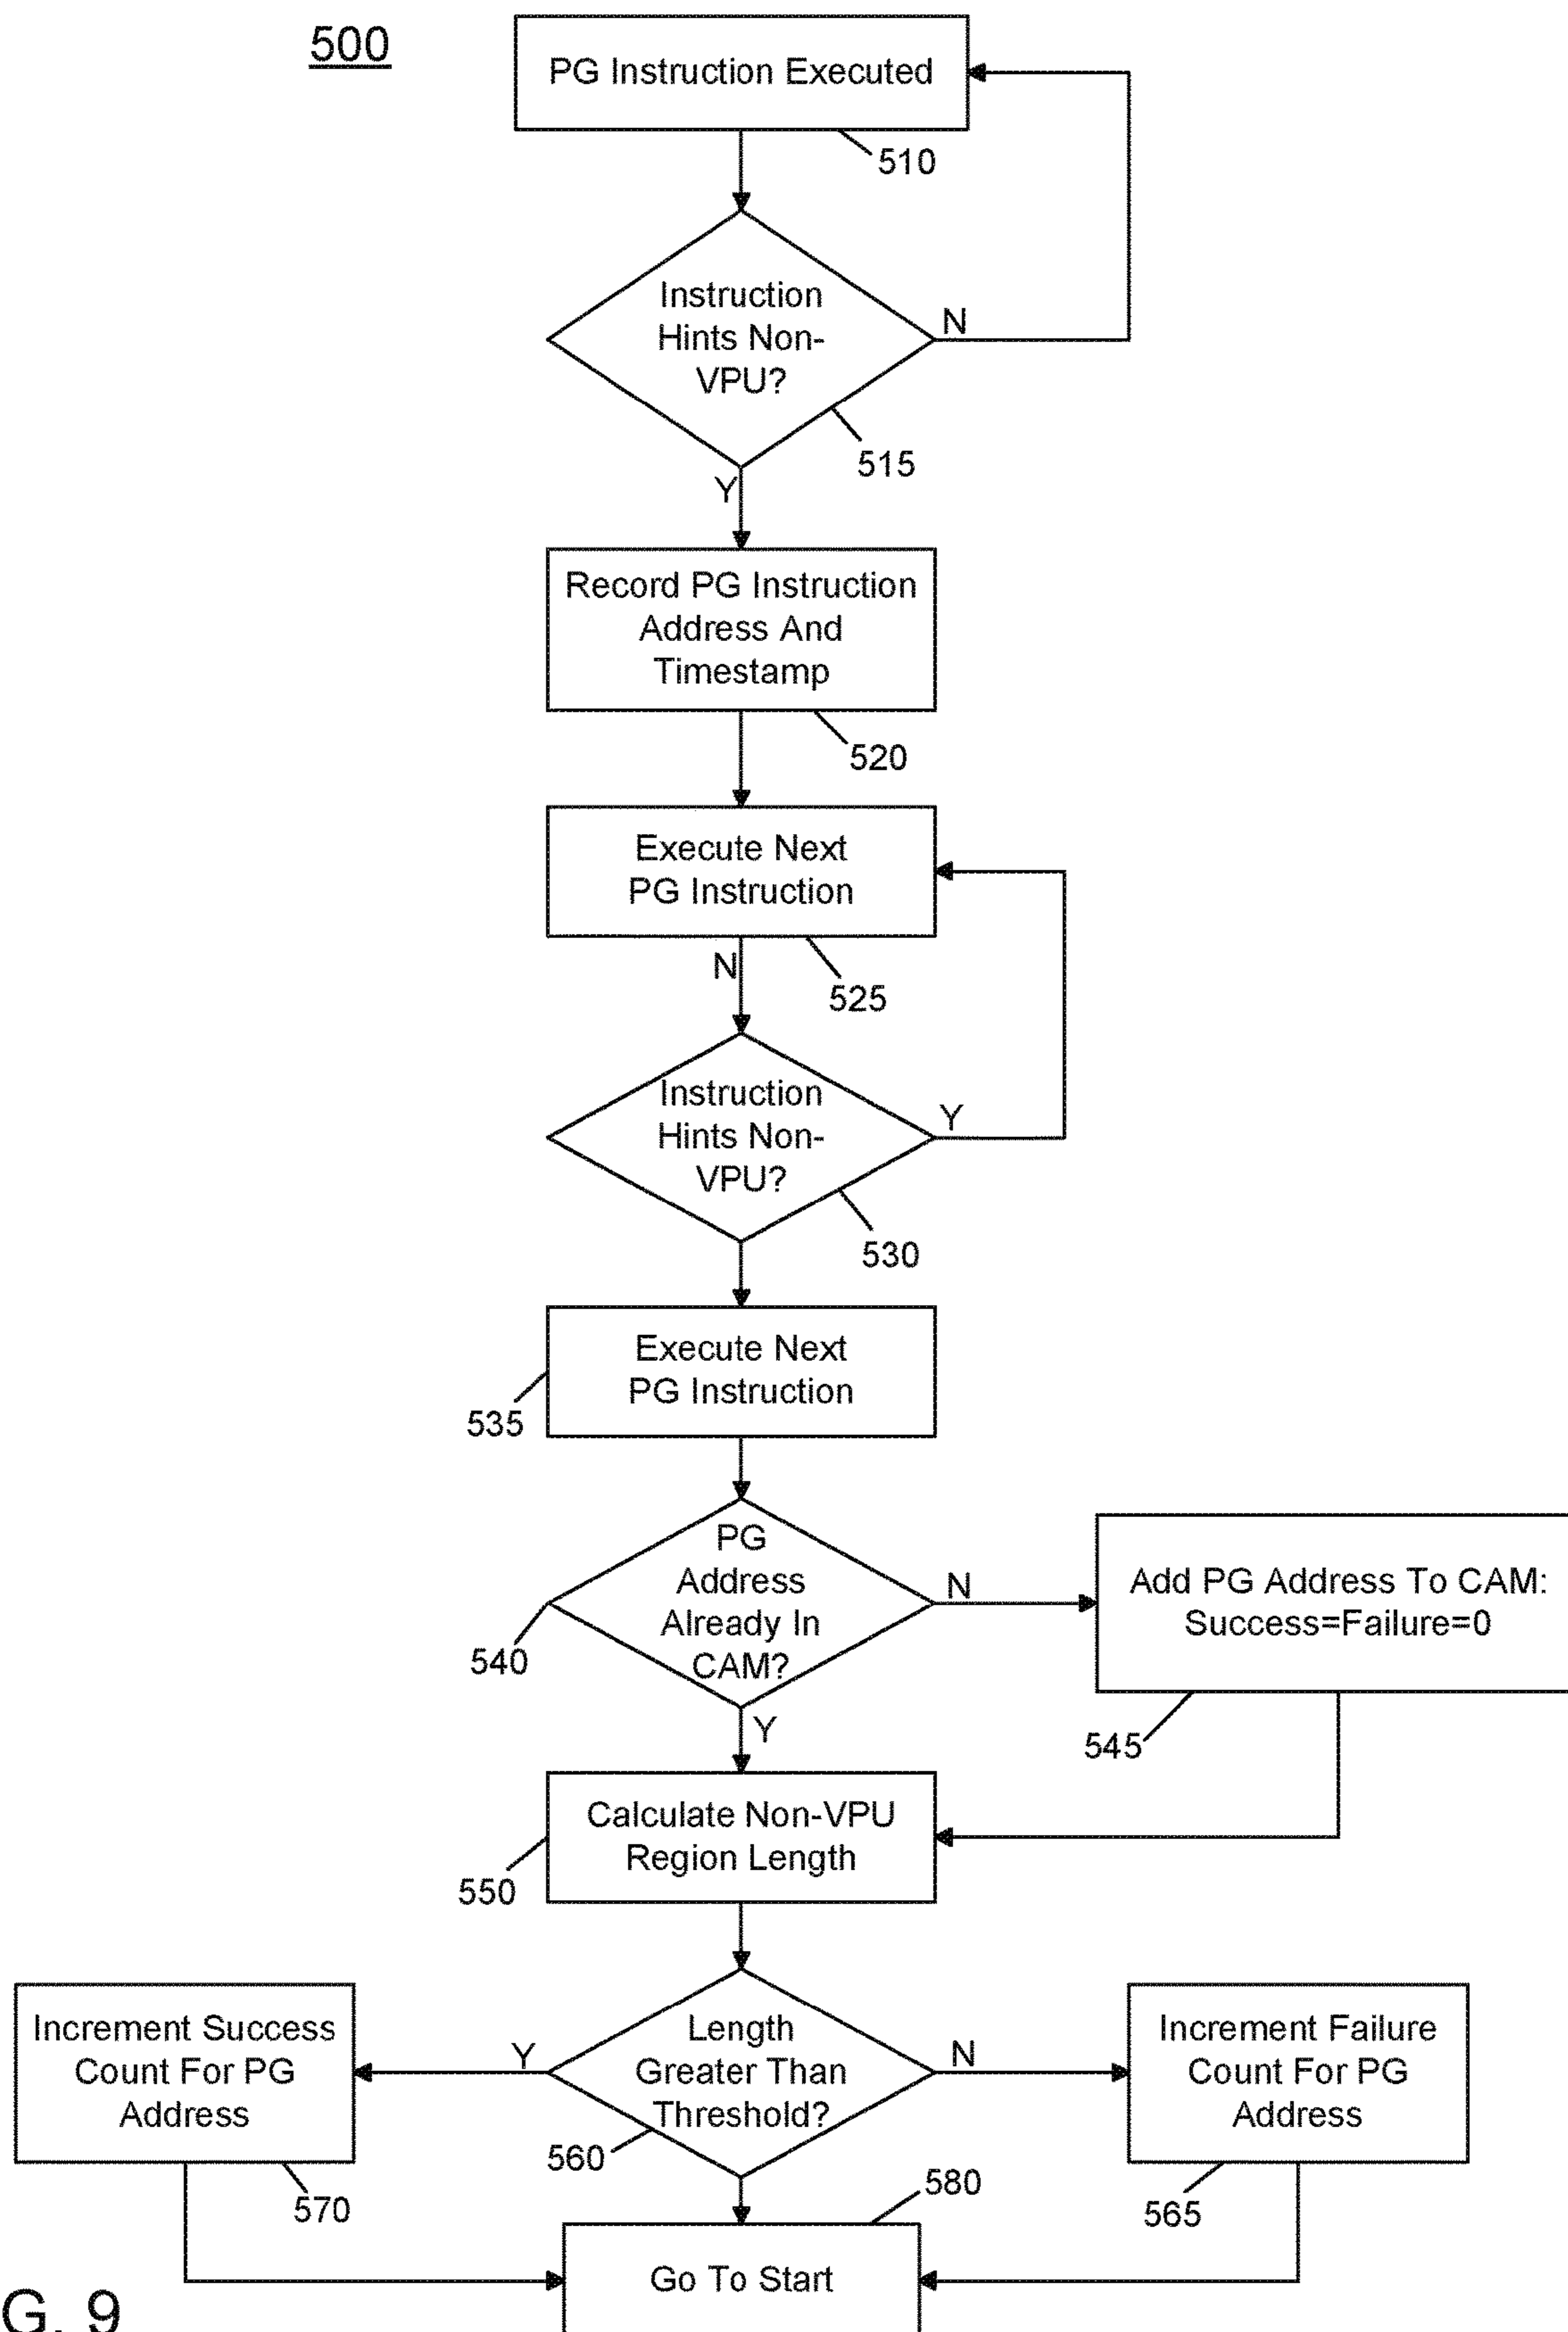 500
PG Instruction Executed
510
Instruction
Hints Non-
VPU?
N
515
Y
Record PG Instruction
Address And
Timestamp
520
Execute Next
PG Instruction
N
525
Instruction
Hints Non-
VPU?
Y
530
Execute Next
PG Instruction
535
PG
Address
Already In
CAM?
N
540
Add PG Address To CAM:
Success=Failure=0
545
Y
Calculate Non-VPU
Region Length
550
Increment Success
Count For PG
Address
570
Y
Length
Greater Than
Threshold?
560
N
Increment Failure
Count For PG
Address
565
580
Go To Start
G. 9